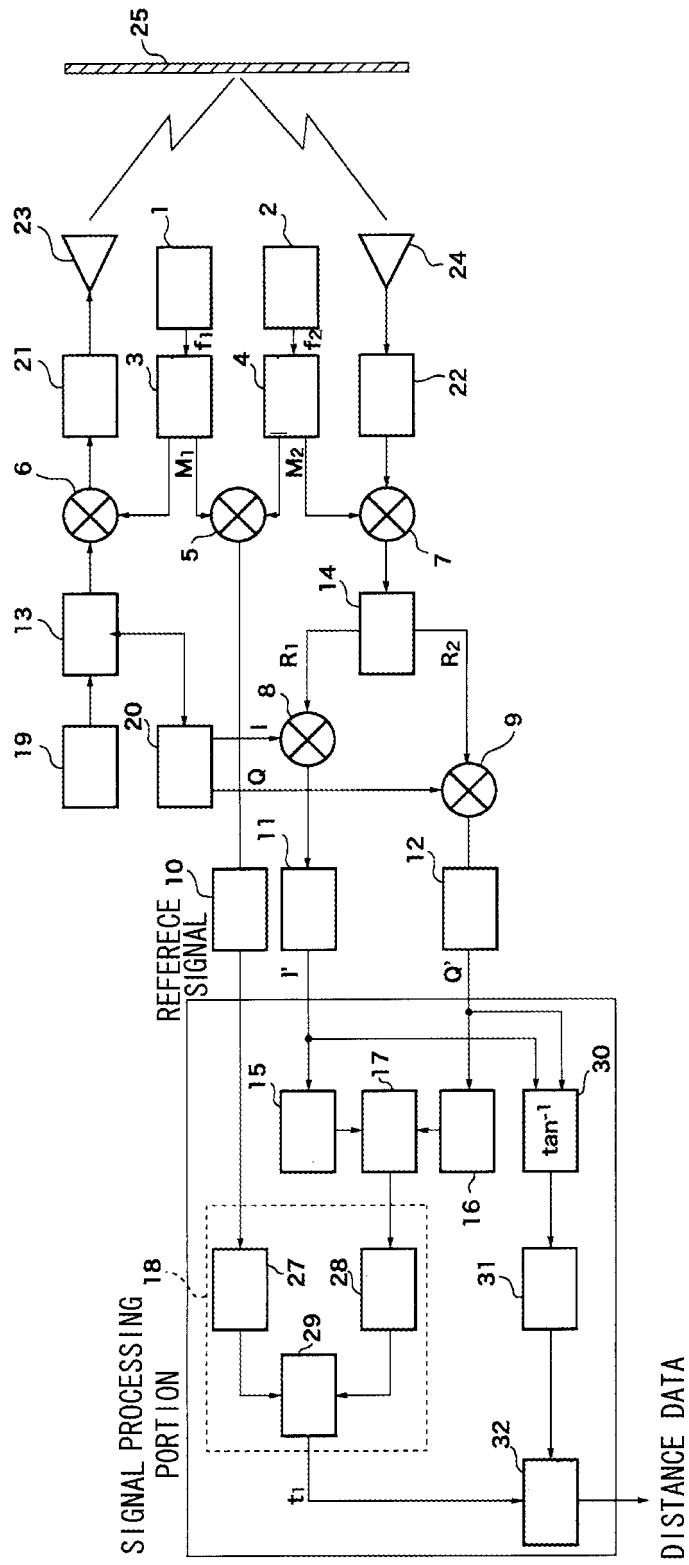 25
23
1
2
24
21
3
f1
4
f2
22
6
M1
5
M2
7
13
14
R1
R2
19
20
I
8
Q
9
10
11
12
REFERECE
SIGNAL
I'
Q'
15
17
16
tan-1
30
18
27
28
31
29
SIGNAL PROCESSING
PORTION
t1
32
DISTANCE DATA